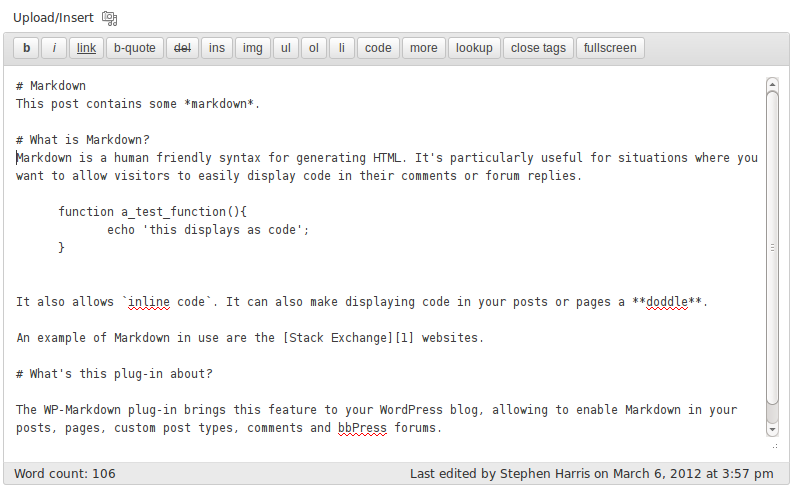 Upload/Insert
b i link b-quote del ins img ul ol li code more lookup close tags fullscreen
# Markdown
This post contains some *markdown*.
# What is Markdown?
Markdown is a human friendly syntax for generating HTML. It's particularly useful for situations where you
want to allow visitors to easily display code in their comments or forum replies.
function a_test_function(){
echo 'this displays as code';
}
It also allows `inline code`. It can also make displaying code in your posts or pages a **doddle**.
An example of Markdown in use are the [Stack Exchange][1] websites.
# What's this plug-in about?
The WP-Markdown plug-in brings this feature to your WordPress blog, allowing to enable Markdown in your
posts, pages, custom post types, comments and bbPress forums.
Word count: 106 Last edited by Stephen Harris on March 6, 2012 at 3:57 pm